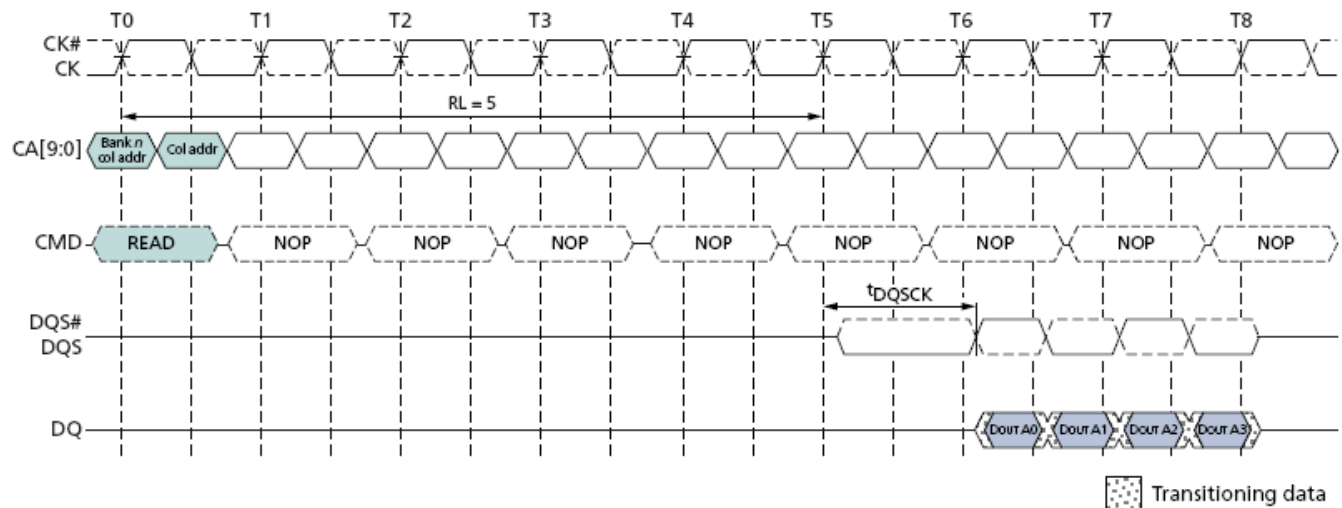 T0 T1 T2 T3 T4 T5 T6 T7 T8
CK#
CK
RL = 5
CA[9:0] Bank n col addr Col addr
CMD READ NOP NOP NOP NOP NOP NOP NOP NOP
tDQSCK
DQS#
DQS
DQ DOUT A0 DOUT A1 DOUT A2 DOUT A3
Transitioning data